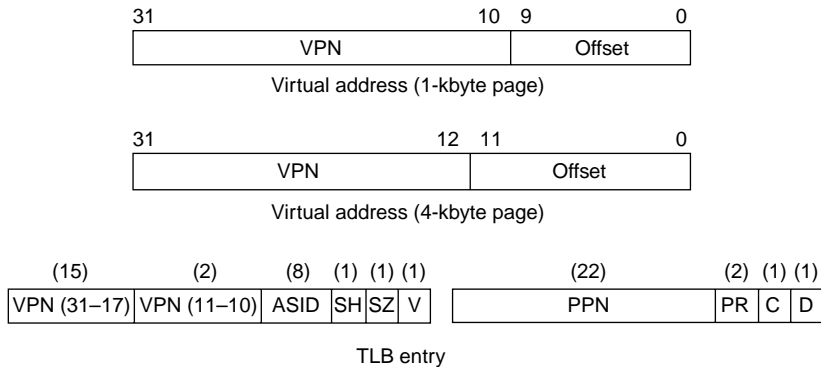 31 10 9 0
VPN Offset
Virtual address (1-kbyte page)
31 12 11 0
VPN Offset
Virtual address (4-kbyte page)
(15) (2) (8) (1) (1) (1) (22) (2) (1) (1)
VPN (31–17) VPN (11–10) ASID SH SZ V PPN PR C D
TLB entry